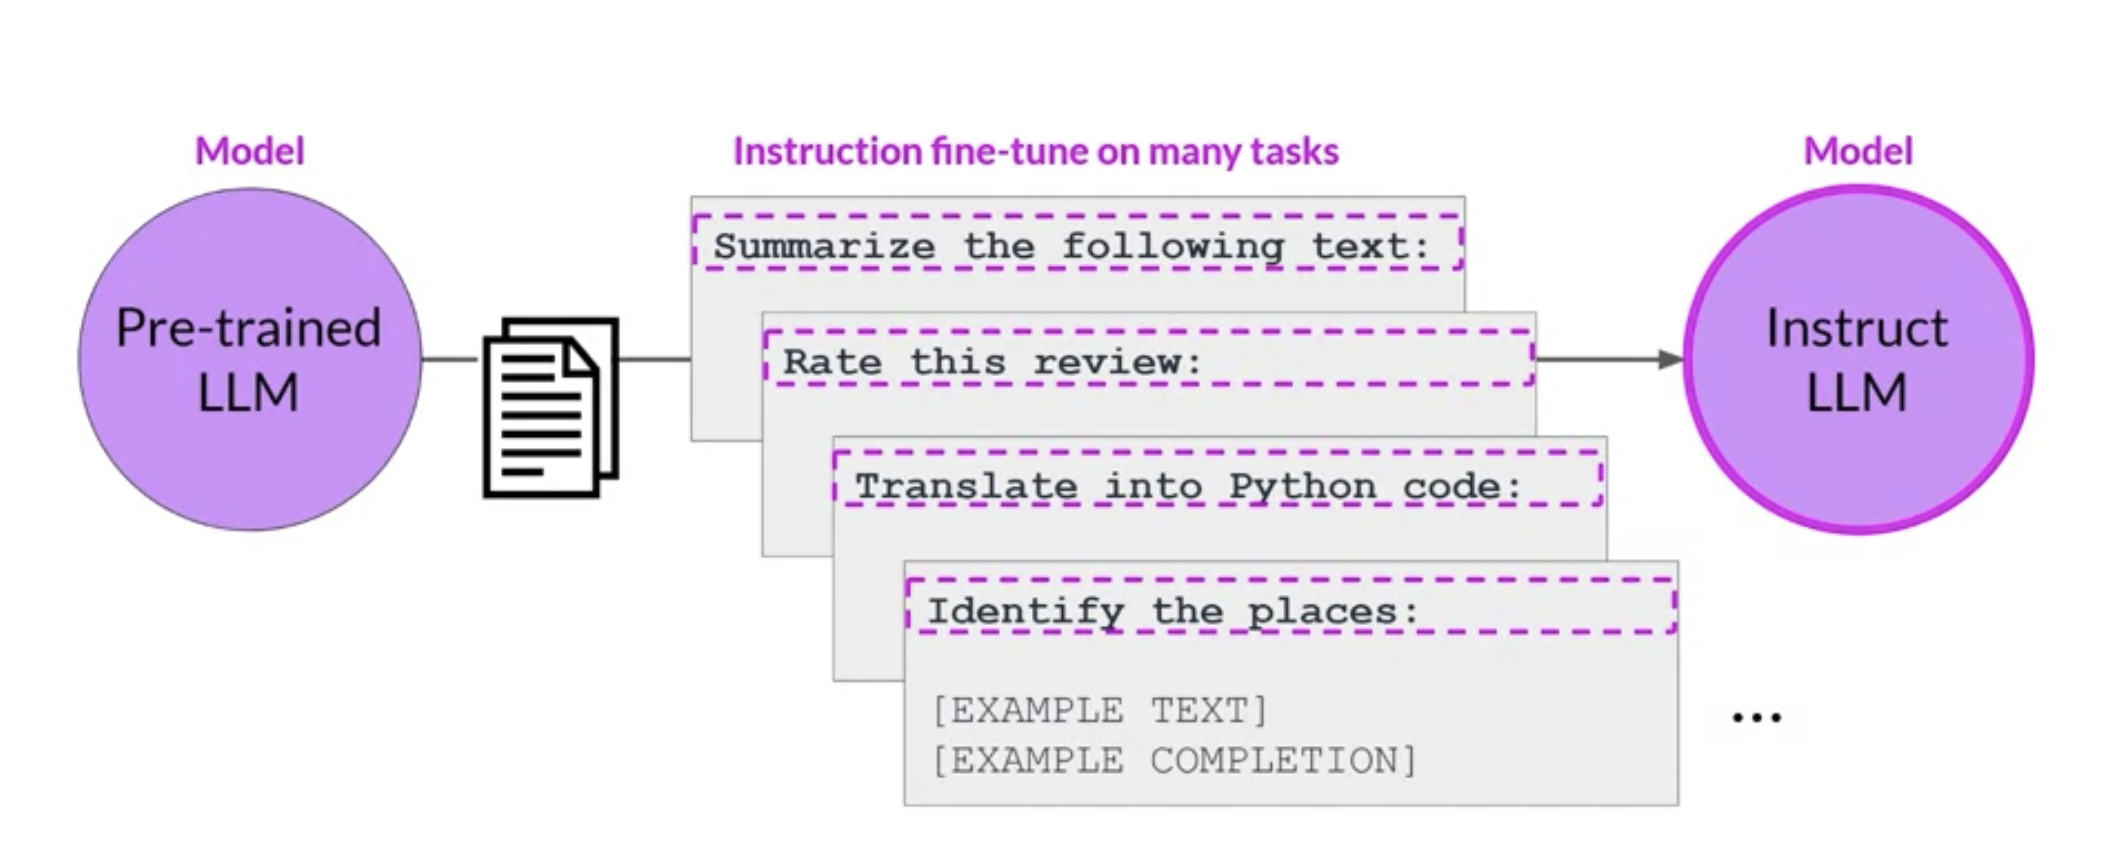 Model
Instruction fine-tune on many tasks
Model
Pre-trained
LLM
Summarize the following text:
Rate this review:
Translate into Python code:
Identify the places:
[EXAMPLE TEXT]
[EXAMPLE COMPLETION]
...
Instruct
LLM